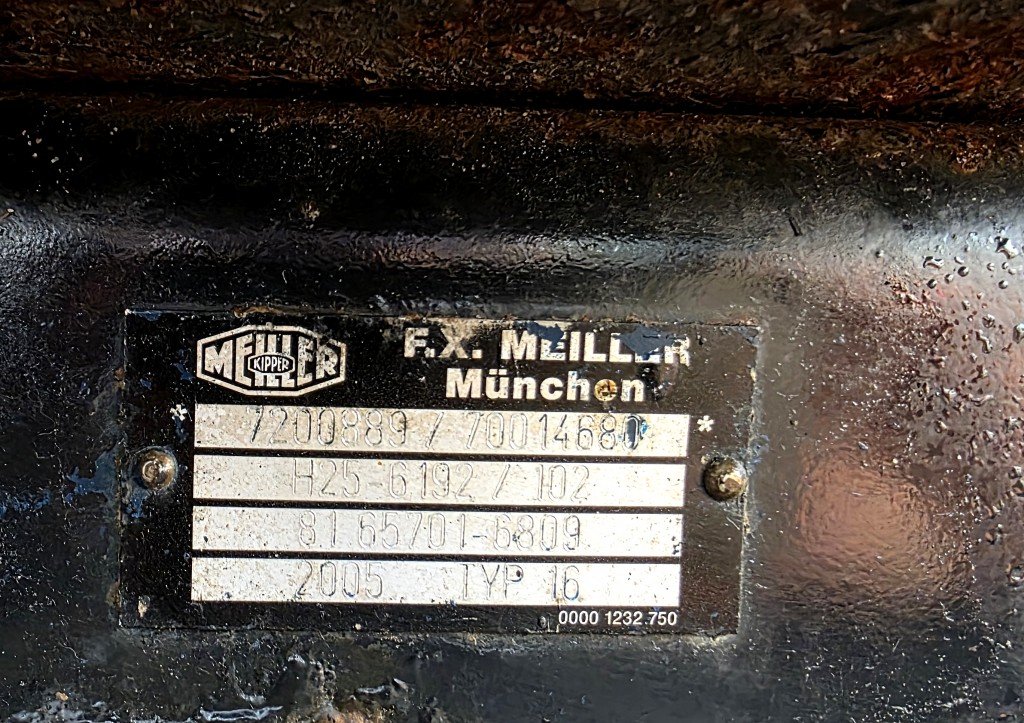 MEILLER
KIPPER
F.X. MEILLER
München
* 7200889 / 70014680 *
H25-6192 / 102
81 65701-6809
2005 TYP 16
0000 1232 750